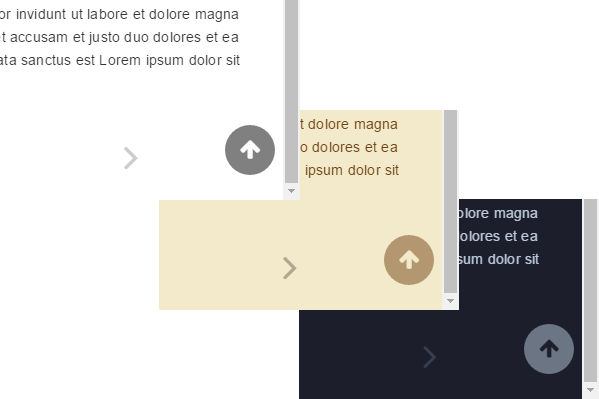 or invidunt ut labore et dolore magna
et accusam et justo duo dolores et ea
ata sanctus est Lorem ipsum dolor sit
t dolore magna
o dolores et ea
ipsum dolor sit
olore magna
olores et ea
sum dolor sit